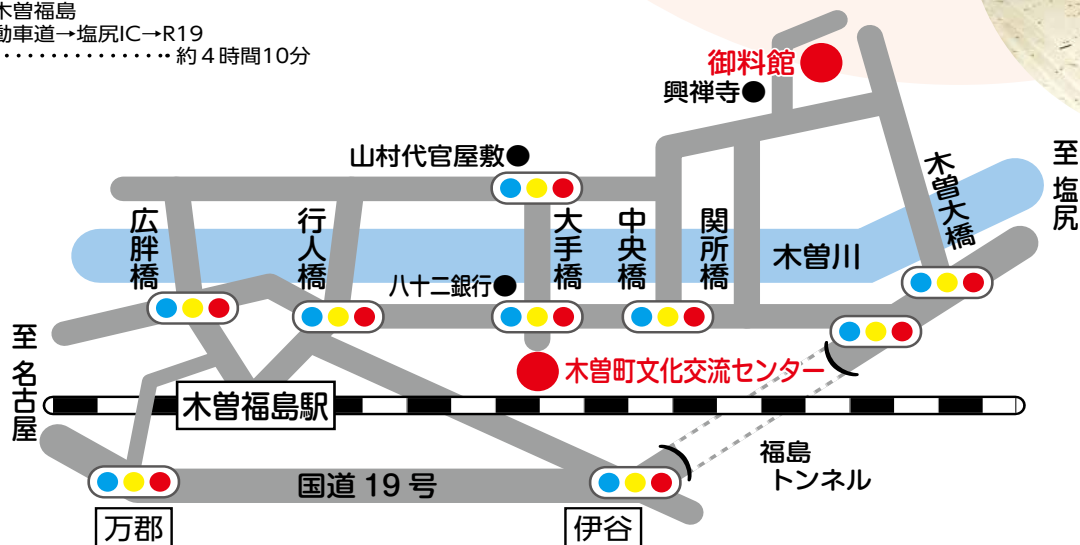 木曽福島
動車道→塩尻IC→R19
‥‥‥‥‥‥‥‥ 約４時間10分
御料館
興禅寺
山村代官屋敷
至 塩尻
木曽大橋
広胖橋
行人橋
大手橋
中央橋
関所橋
木曽川
八十二銀行
至 名古屋
木曽町文化交流センター
木曽福島駅
福島
トンネル
国道 19 号
万郡
伊谷